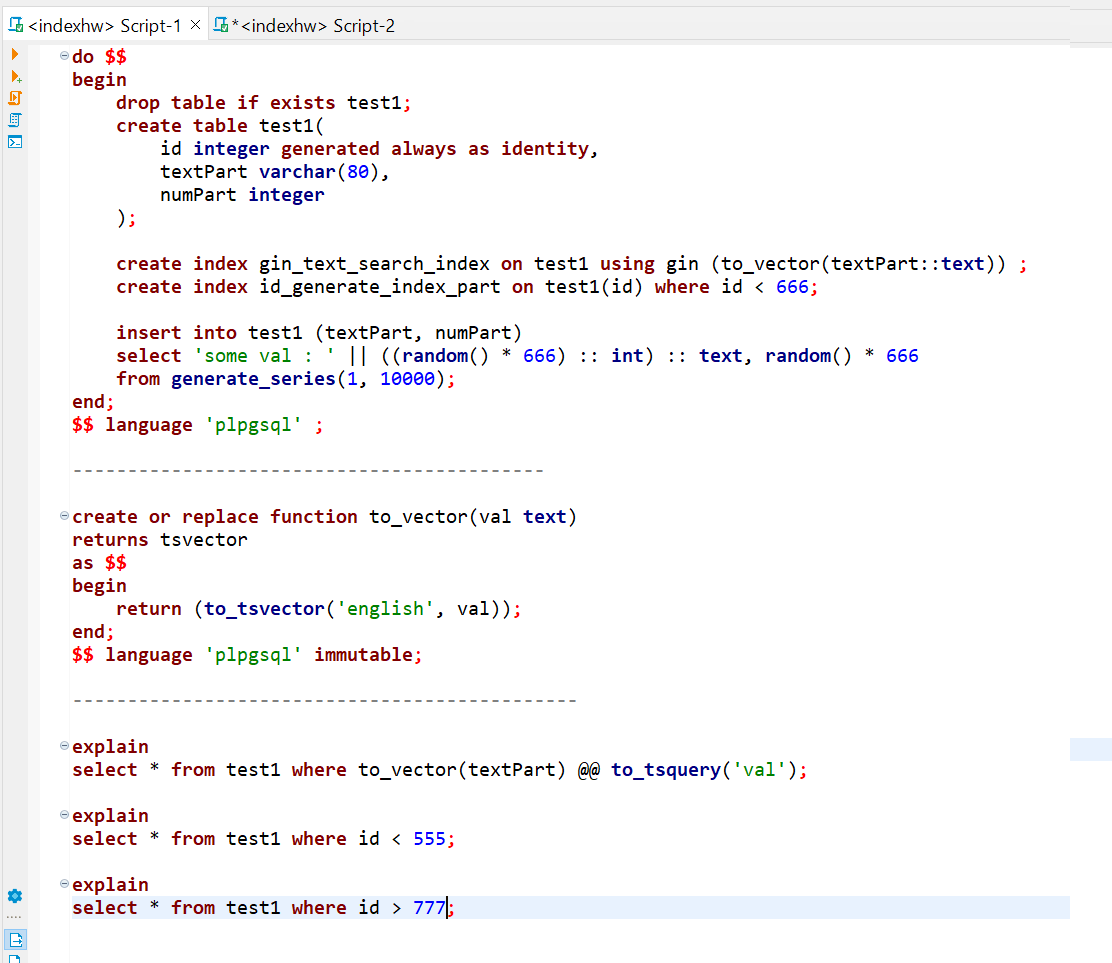 <indexhw> Script-1
*<indexhw> Script-2
do $$
begin
    drop table if exists test1;
    create table test1(
        id integer generated always as identity,
        textPart varchar(80),
        numPart integer
    );
    create index gin_text_search_index on test1 using gin (to_vector(textPart::text)) ;
    create index id_generate_index_part on test1(id) where id < 666;
    insert into test1 (textPart, numPart)
    select 'some val : ' || ((random() * 666) :: int) :: text, random() * 666
    from generate_series(1, 10000);
end;
$$ language 'plpgsql' ;
-------------------------------------------
create or replace function to_vector(val text)
returns tsvector
as $$
begin
    return (to_tsvector('english', val));
end;
$$ language 'plpgsql' immutable;
----------------------------------------------
explain
select * from test1 where to_vector(textPart) @@ to_tsquery('val');
explain
select * from test1 where id < 555;
explain
select * from test1 where id > 777;